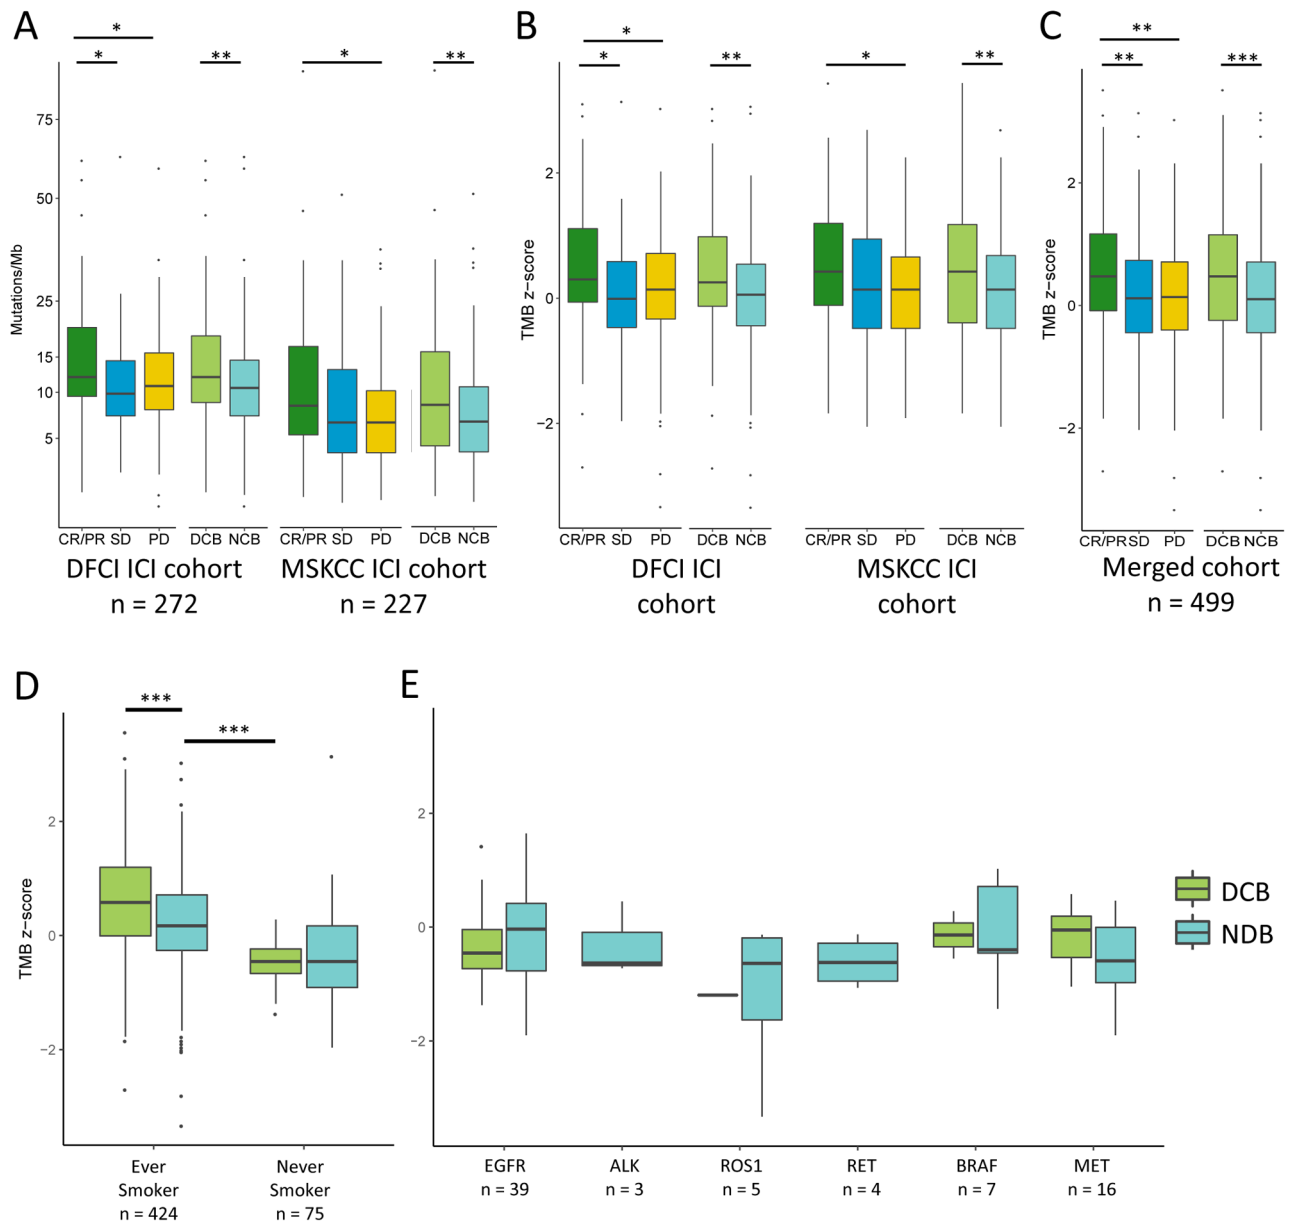 A
B
C
*
*
**
*
**
*
*
**
*
**
**
**
***
Mutations/Mb
75
50
25
15
10
5
CR/PR SD PD DCB NCB CR/PR SD PD DCB NCB
DFCI ICI cohort
n = 272
MSKCC ICI cohort
n = 227
TMB z−score
2
0
−2
CR/PR SD PD DCB NCB CR/PR SD PD DCB NCB
DFCI ICI
cohort
MSKCC ICI
cohort
TMB z−score
2
0
−2
CR/PR SD PD DCB NCB
Merged cohort
n = 499
D
***
***
TMB z−score
2
0
−2
Ever
Smoker
n = 424
Never
Smoker
n = 75
E
2
0
−2
EGFR
n = 39
ALK
n = 3
ROS1
n = 5
RET
n = 4
BRAF
n = 7
MET
n = 16
DCB
NDB